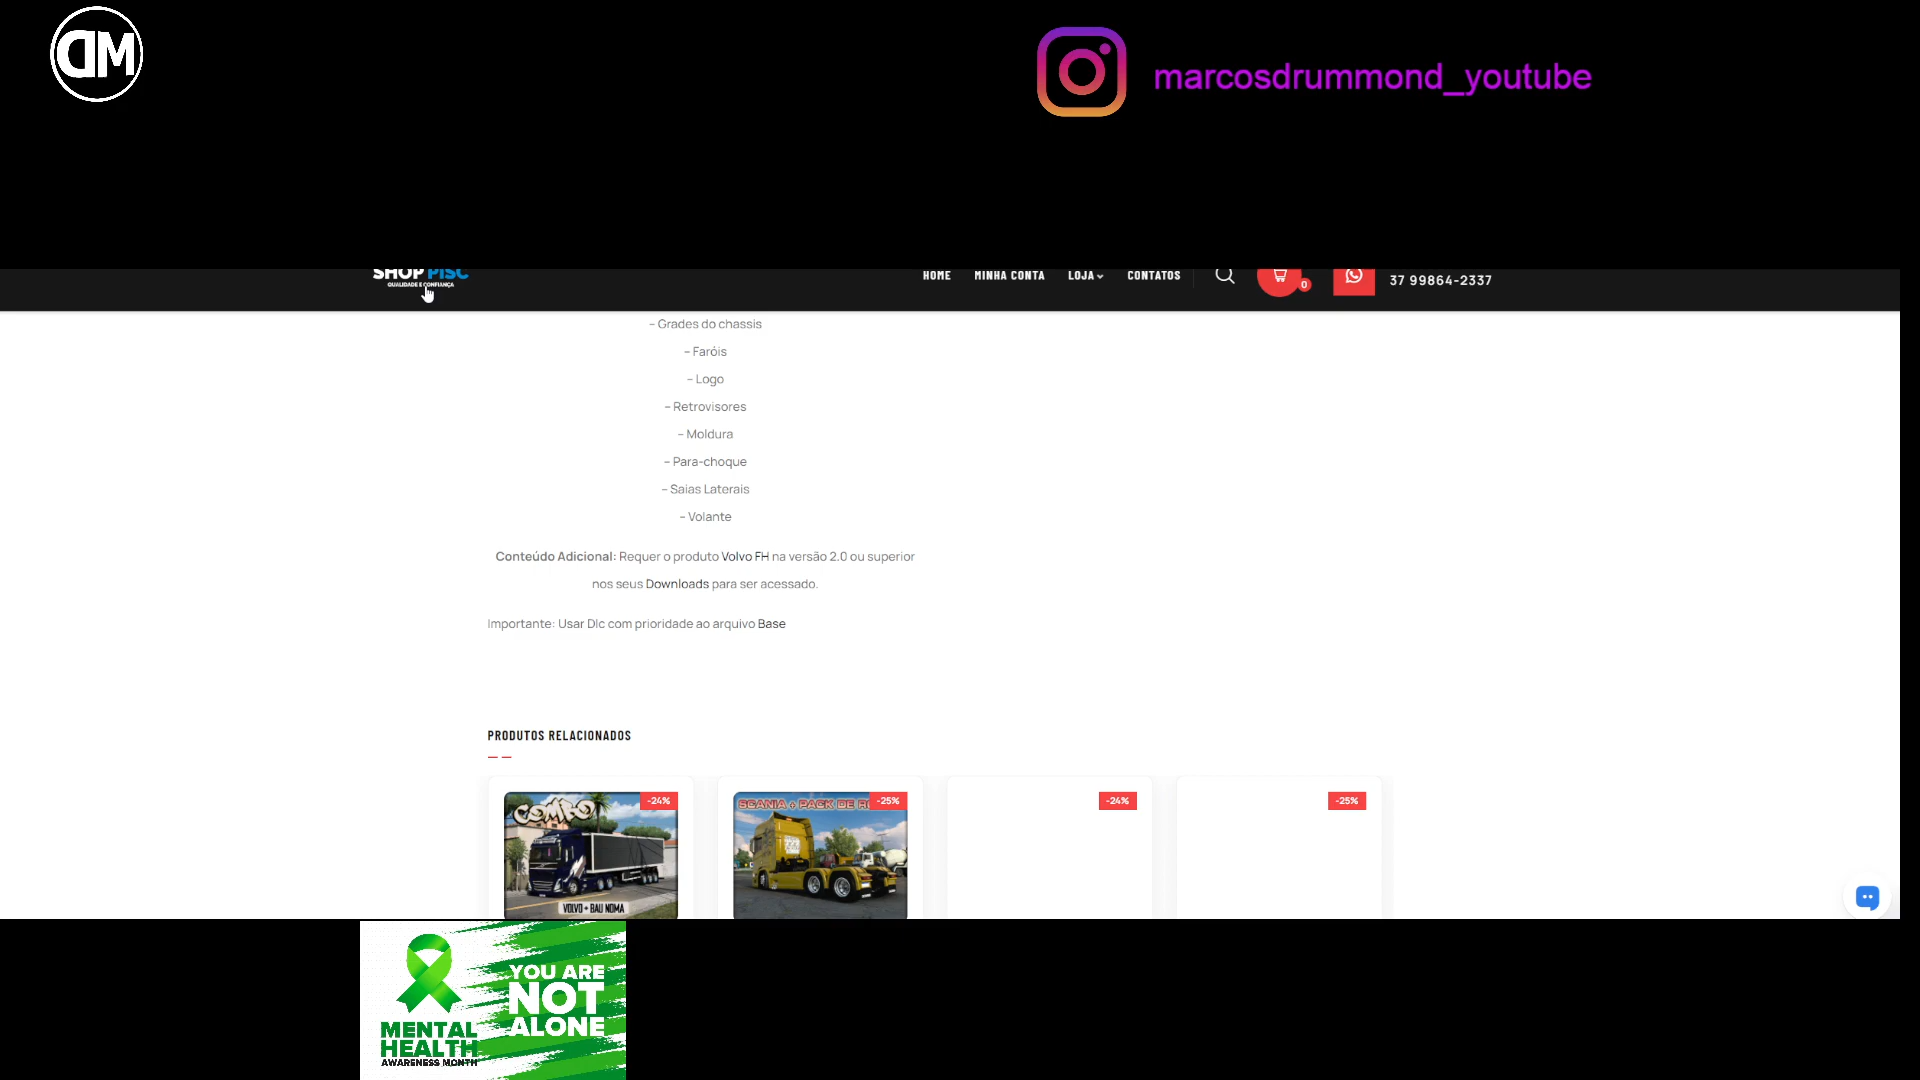 DM
marcosdrummond_youtube
SHOP PISC
QUALIDADE E CONFIANÇA
HOME MINHA CONTA LOJA CONTATOS 0 37 99864-2337
– Grades do chassis
– Faróis
– Logo
– Retrovisores
– Moldura
– Para-choque
– Saias Laterais
– Volante
Conteúdo Adicional: Requer o produto Volvo FH na versão 2.0 ou superior
nos seus Downloads para ser acessado.
Importante: Usar Dlc com prioridade ao arquivo Base
PRODUTOS RELACIONADOS
-24% -25% -24% -25%
COMBO
VOLVO + BAU NOMA
SCANIA + PACK DE
MENTAL
HEALTH
AWARENESS MONTH
YOU ARE
NOT
ALONE